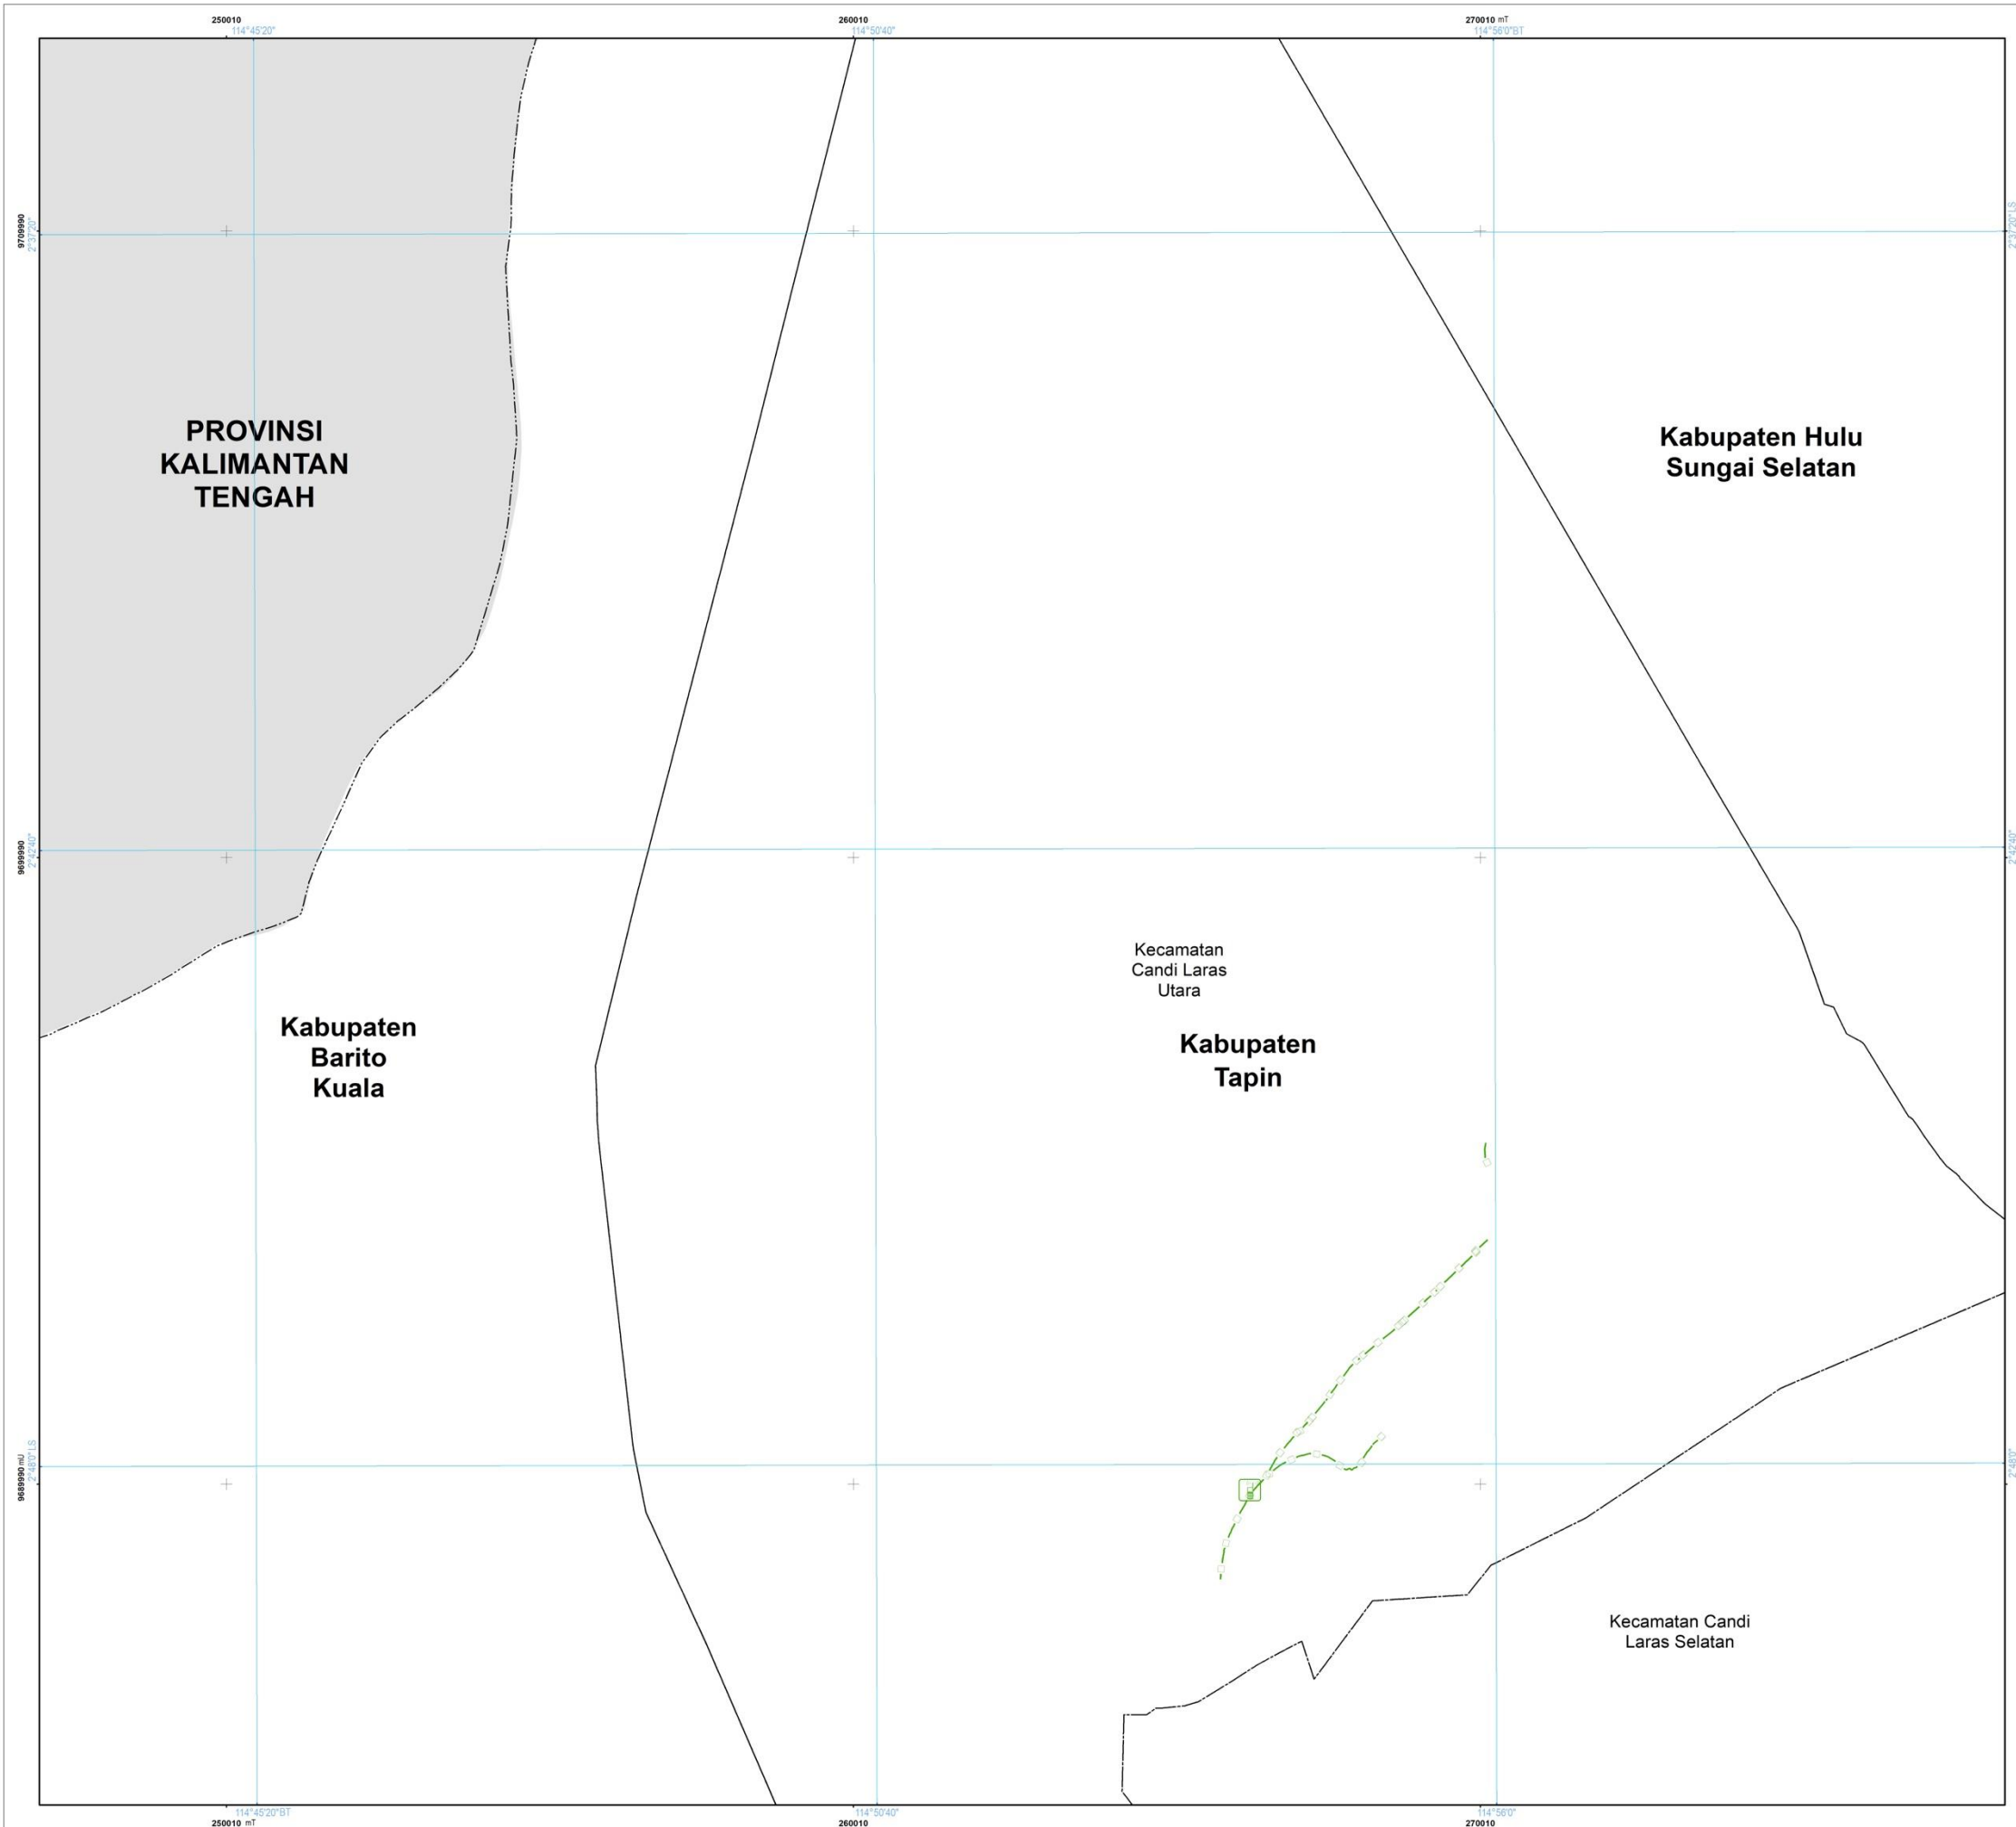 250010
260010
270010 mT
114°45'20"
114°50'40"
114°56'0"BT
9709990
2°37'20"
2°37'20"LS
PROVINSI
KALIMANTAN
TENGAH
Kabupaten Hulu
Sungai Selatan
9699990
2°42'40"
2°42'40"
Kecamatan
Candi Laras
Utara
Kabupaten
Barito
Kuala
Kabupaten
Tapin
9689990 mU
2°48'0"LS
2°48'0"
Kecamatan Candi
Laras Selatan
114°45'20"BT
114°50'40"
114°56'0"
250010 mT
260010
270010